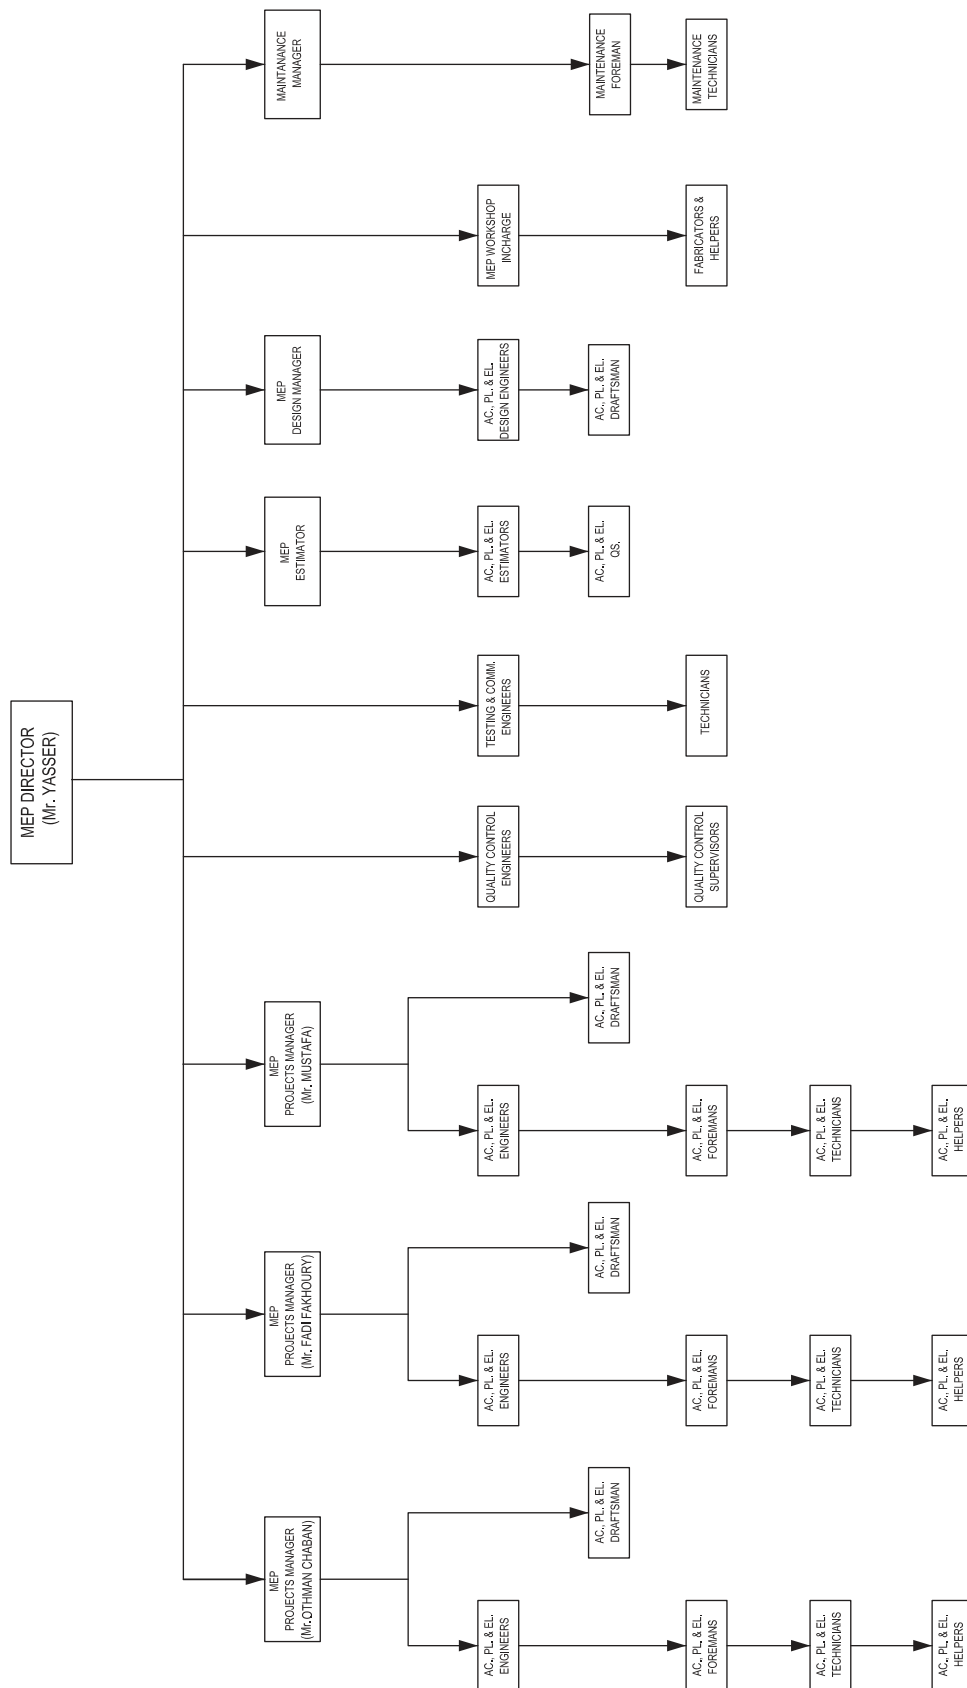 MEP DIRECTOR
(Mr. YASSER)
MEP
PROJECTS MANAGER
(Mr.OTHMAN CHABAN)
MEP
PROJECTS MANAGER
(Mr. FADI FAKHOURY)
MEP
PROJECTS MANAGER
(Mr. MUSTAFA)
MEP
ESTIMATOR
MEP
DESIGN MANAGER
MAINTANANCE
MANAGER
AC., PL. & EL.
ENGINEERS
AC., PL. & EL.
ENGINEERS
AC., PL. & EL.
ENGINEERS
QUALITY CONTROL
ENGINEERS
TESTING & COMM.
ENGINEERS
AC., PL. & EL.
ESTIMATORS
AC., PL. & EL.
DESIGN ENGINEERS
MEP WORKSHOP
INCHARGE
AC., PL. & EL.
DRAFTSMAN
AC., PL. & EL.
DRAFTSMAN
AC., PL. & EL.
DRAFTSMAN
AC., PL. & EL.
QS.
AC., PL. & EL.
DRAFTSMAN
MAINTENANCE
FOREMAN
AC., PL. & EL.
FOREMANS
AC., PL. & EL.
FOREMANS
AC., PL. & EL.
FOREMANS
QUALITY CONTROL
SUPERVISORS
TECHNICIANS
FABRICATORS &
HELPERS
MAINTENANCE
TECHNICIANS
AC., PL. & EL.
TECHNICIANS
AC., PL. & EL.
TECHNICIANS
AC., PL. & EL.
TECHNICIANS
AC., PL. & EL.
HELPERS
AC., PL. & EL.
HELPERS
AC., PL. & EL.
HELPERS